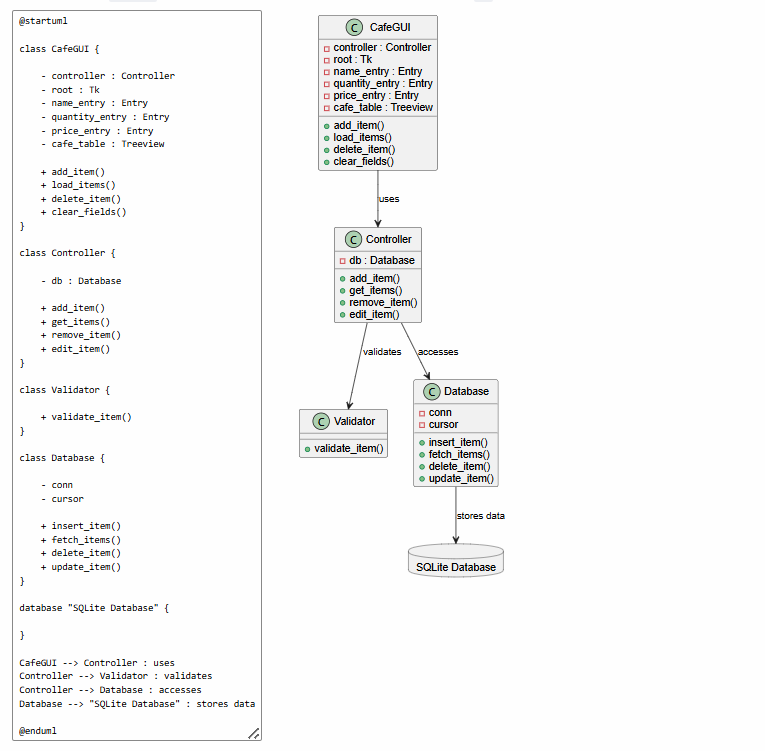 @startuml
class CafeGUI {
- controller : Controller
- root : Tk
- name_entry : Entry
- quantity_entry : Entry
- price_entry : Entry
- cafe_table : Treeview
+ add_item()
+ load_items()
+ delete_item()
+ clear_fields()
}
class Controller {
- db : Database
+ add_item()
+ get_items()
+ remove_item()
+ edit_item()
}
class Validator {
+ validate_item()
}
class Database {
- conn
- cursor
+ insert_item()
+ fetch_items()
+ delete_item()
+ update_item()
}
database "SQLite Database" {
}
CafeGUI --> Controller : uses
Controller --> Validator : validates
Controller --> Database : accesses
Database --> "SQLite Database" : stores data
@enduml
C CafeGUI
controller : Controller
root : Tk
name_entry : Entry
quantity_entry : Entry
price_entry : Entry
cafe_table : Treeview
add_item()
load_items()
delete_item()
clear_fields()
uses
C Controller
db : Database
add_item()
get_items()
remove_item()
edit_item()
validates
accesses
C Validator
validate_item()
C Database
conn
cursor
insert_item()
fetch_items()
delete_item()
update_item()
stores data
SQLite Database